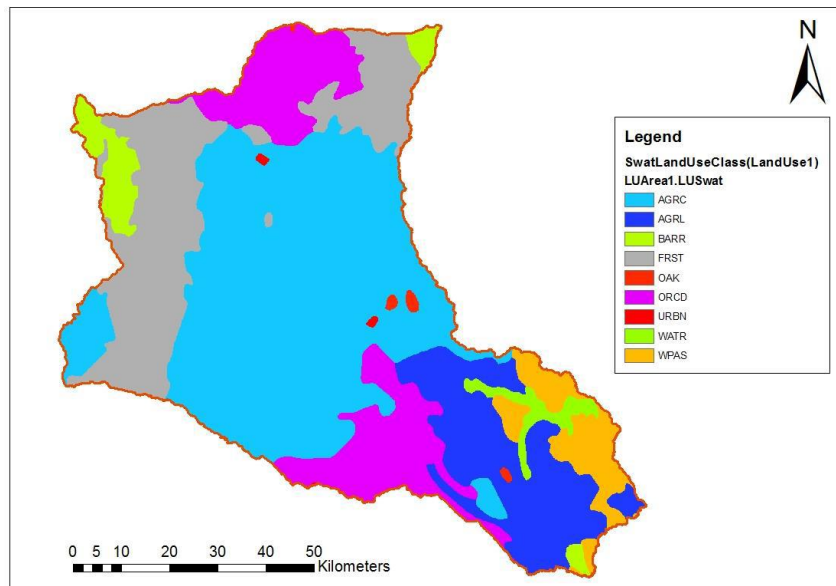 N
Legend
SwatLandUseClass(LandUse1)
LUArea1.LUSwat
AGRC
AGRL
BARR
FRST
OAK
ORCD
URBN
WATR
WPAS
0 5 10 20 30 40 50
Kilometers